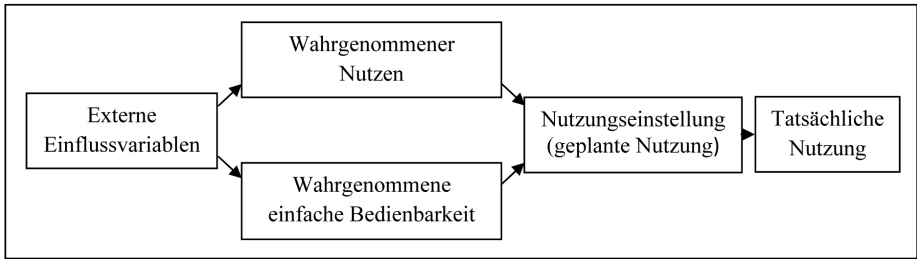 Wahrgenommener
Nutzen
Externe
Einflussvariablen
Wahrgenommene
einfache Bedienbarkeit
Nutzungseinstellung
(geplante Nutzung)
Tatsächliche
Nutzung